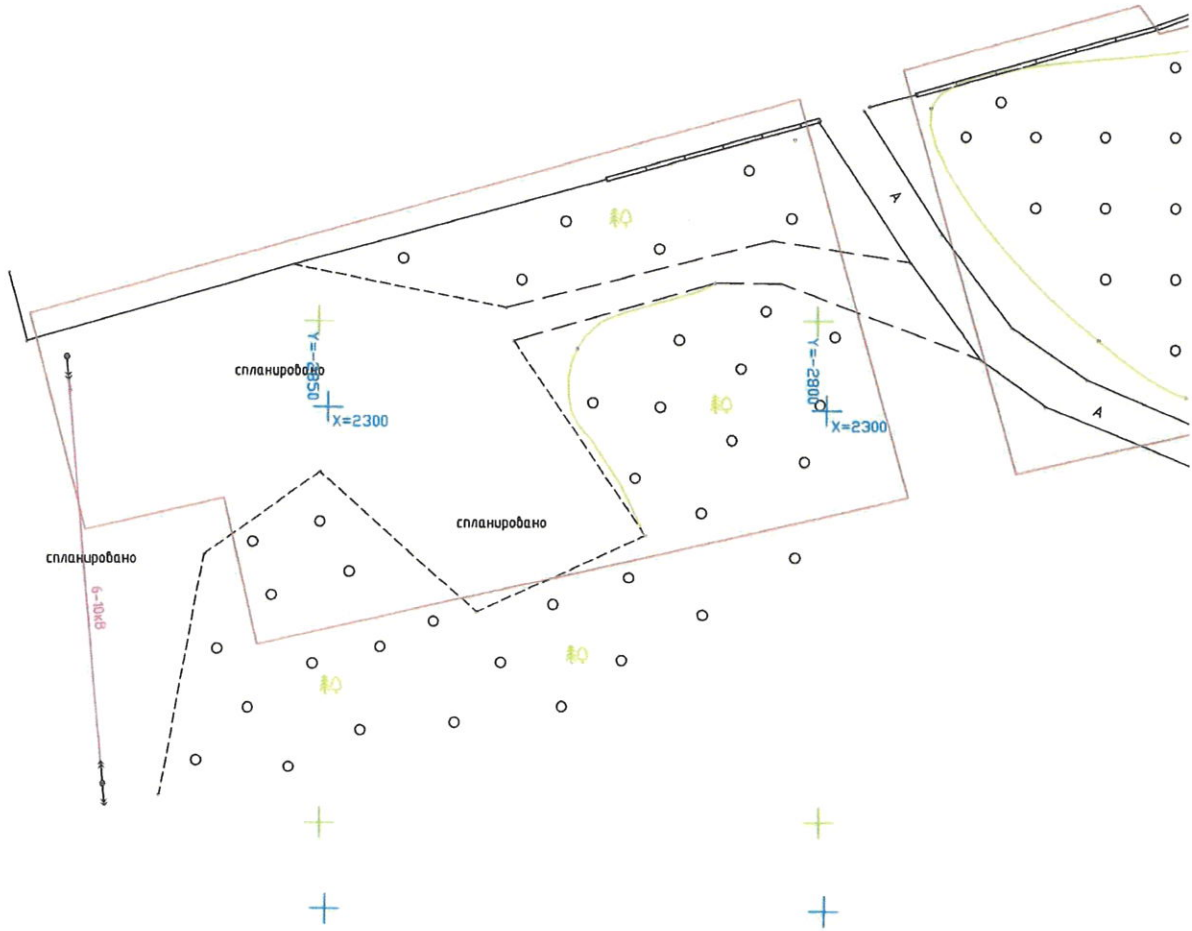 А
спланировано
Y=-2850
Y=-2800
X=2300
X=2300
А
спланировано
спланировано
6-10кВ